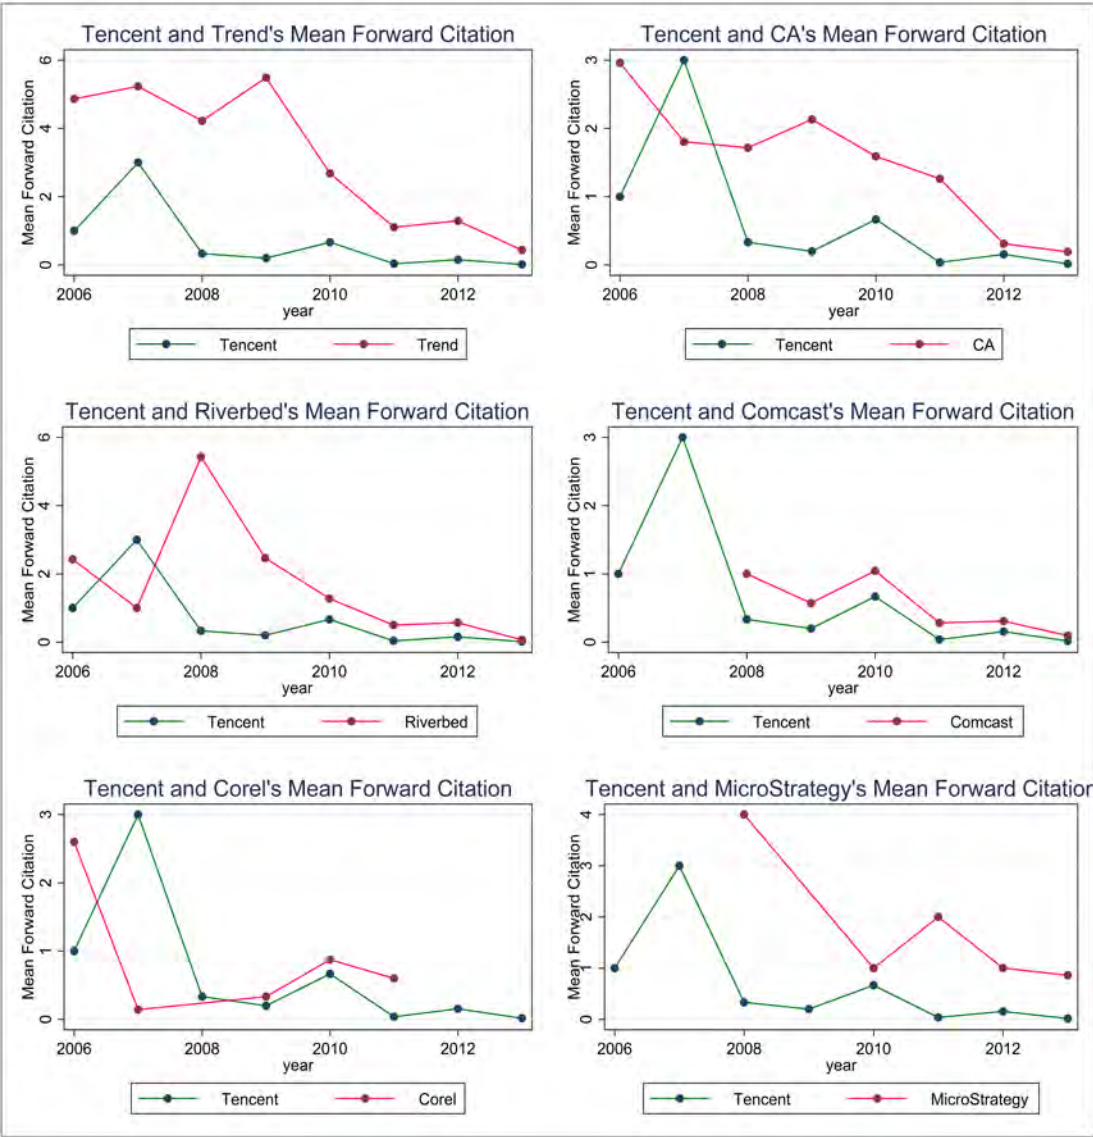 Tencent and Trend's Mean Forward Citation
Mean Forward Citation
6
4
2
0
2006 2008 2010 2012
year
Tencent Trend
Tencent and CA's Mean Forward Citation
Mean Forward Citation
3
2
1
0
2006 2008 2010 2012
year
Tencent CA
Tencent and Riverbed's Mean Forward Citation
Mean Forward Citation
6
4
2
0
2006 2008 2010 2012
year
Tencent Riverbed
Tencent and Comcast's Mean Forward Citation
Mean Forward Citation
3
2
1
0
2006 2008 2010 2012
year
Tencent Comcast
Tencent and Corel's Mean Forward Citation
Mean Forward Citation
3
2
1
0
2006 2008 2010 2012
year
Tencent Corel
Tencent and MicroStrategy's Mean Forward Citation
Mean Forward Citation
4
3
2
1
0
2006 2008 2010 2012
year
Tencent MicroStrategy